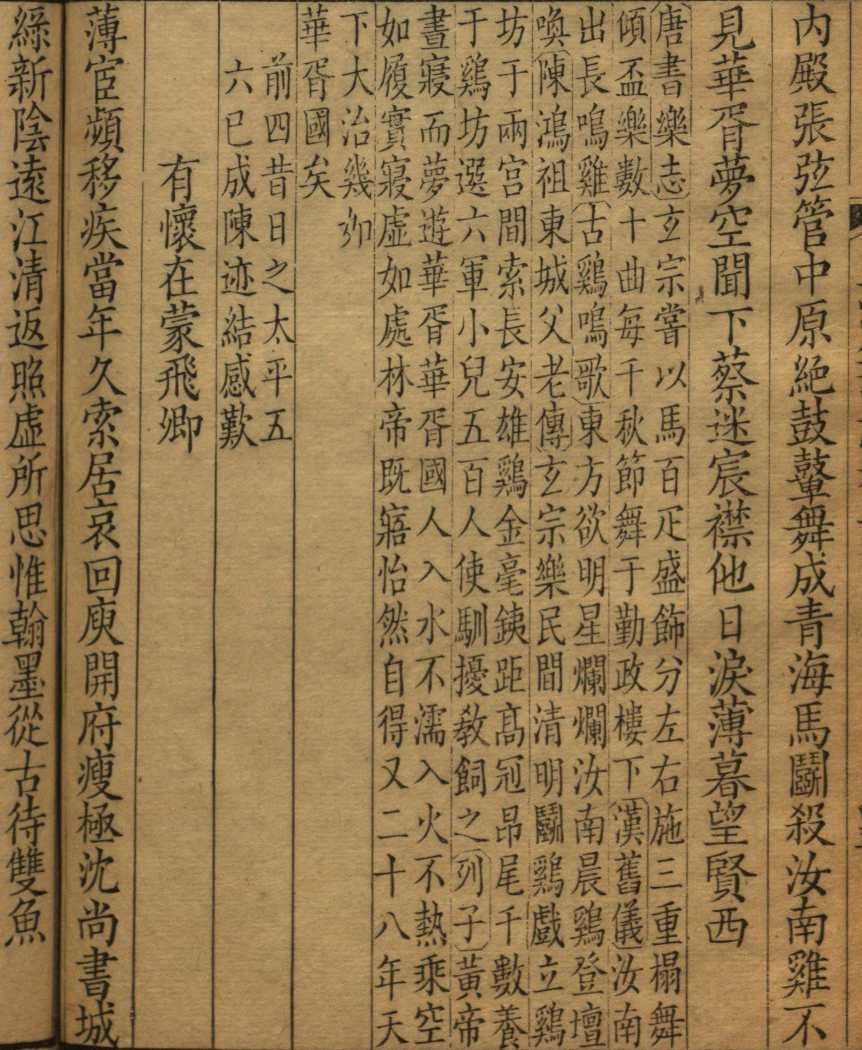 內殿張弦管中原絕鼓鼙舞成青海馬鬭殺汝南雞不
見華胥夢空聞下蔡迷宸襟他日淚薄暮望賢西
唐書樂志玄宗嘗以馬百疋盛飾分左右施三重榻舞
傾盃樂數十曲每千秋節舞于勤政樓下漢舊儀汝南
出長鳴雞古鷄鳴歌東方欲明星爛爛汝南晨鷄登壇
喚陳鴻祖東城父老傳玄宗樂民間清明鬭鷄戲立鷄
坊于兩宮間索長安雄鷄金毫銕距高冠昂尾千數養
于鷄坊選六軍小兒五百人使馴擾敎飼之列子黃帝
晝寢而夢遊華胥華胥國人入水不濡入火不熱乘空
如履實寢虛如處林帝既寤怡然自得又二十八年天
下大治幾如
華胥國矣
前四昔日之太平五
六已成陳迹結感歎
有懷在蒙飛卿
薄宦頻移疾當年久索居哀回庾開府瘦極沈尚書城
綠新陰遠江清返照虛所思惟翰墨從古待雙魚